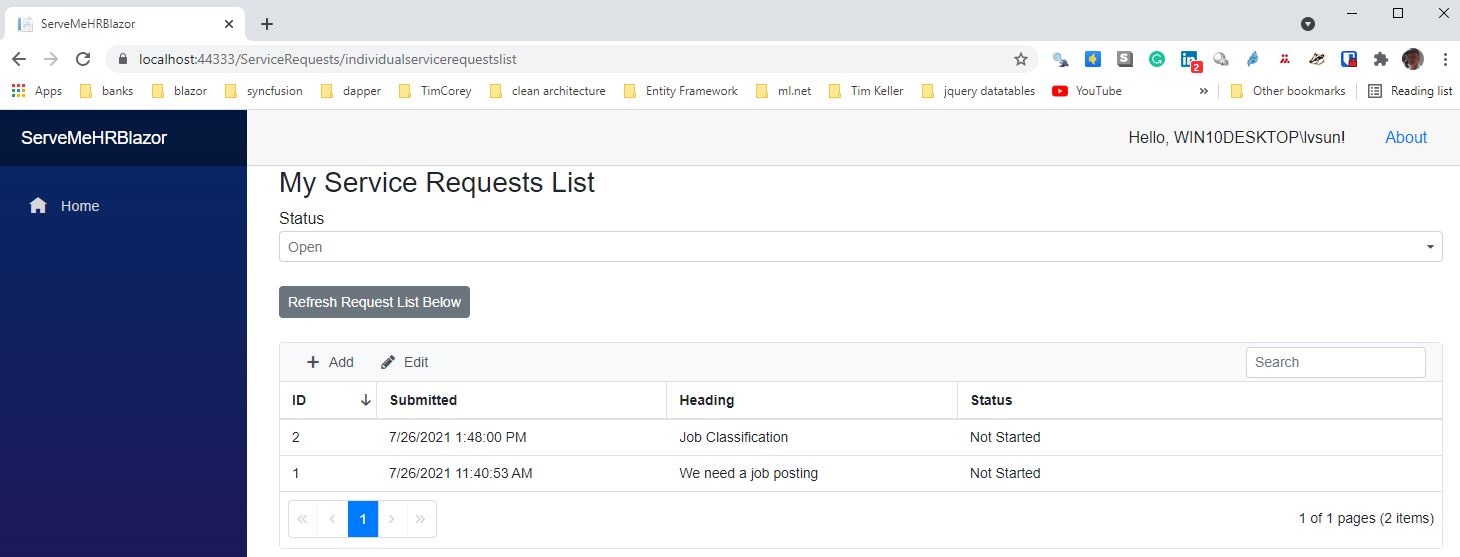 ServeMeHRBlazor
localhost:44333/ServiceRequests/individualservicerequestslist
2
Apps banks blazor syncfusion dapper TimCorey clean architecture Entity Framework ml.net Tim Keller jquery datatables YouTube » Other bookmarks Reading list
ServeMeHRBlazor
Hello, WIN10DESKTOP\lvsun! About
Home
My Service Requests List
Status
Open
Refresh Request List Below
Add Edit Search
ID Submitted Heading Status
2 7/26/2021 1:48:00 PM Job Classification Not Started
1 7/26/2021 11:40:53 AM We need a job posting Not Started
« ‹ 1 › » 1 of 1 pages (2 items)